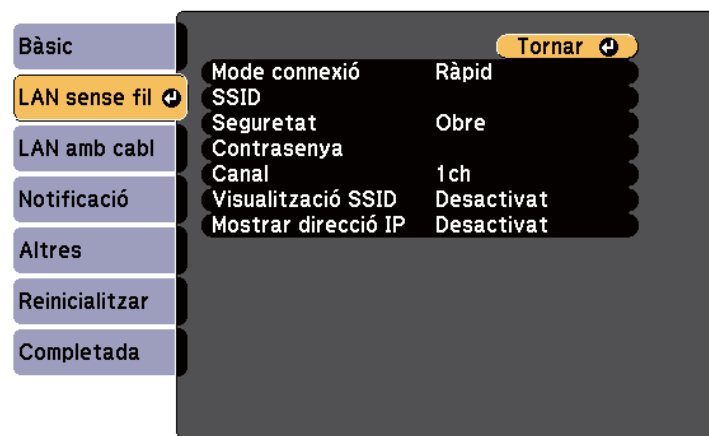 Bàsic
LAN sense fil
LAN amb cabl
Notificació
Altres
Reinicialitzar
Completada
Tornar
Mode connexió Ràpid
SSID
Seguretat Obre
Contrasenya
Canal 1ch
Visualització SSID Desactivat
Mostrar direcció IP Desactivat